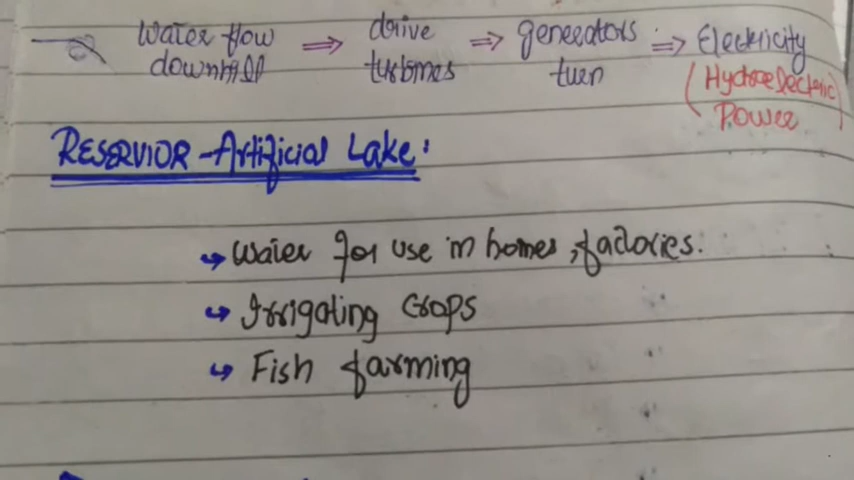 Water flow ⇒ drive ⇒ generators ⇒ Electricity
downhill turbines turn (Hydroelectric
Power)
RESERVIOR - Artificial Lake:
→ Water for use in homes, factories.
→ Irrigating Crops
→ Fish farming